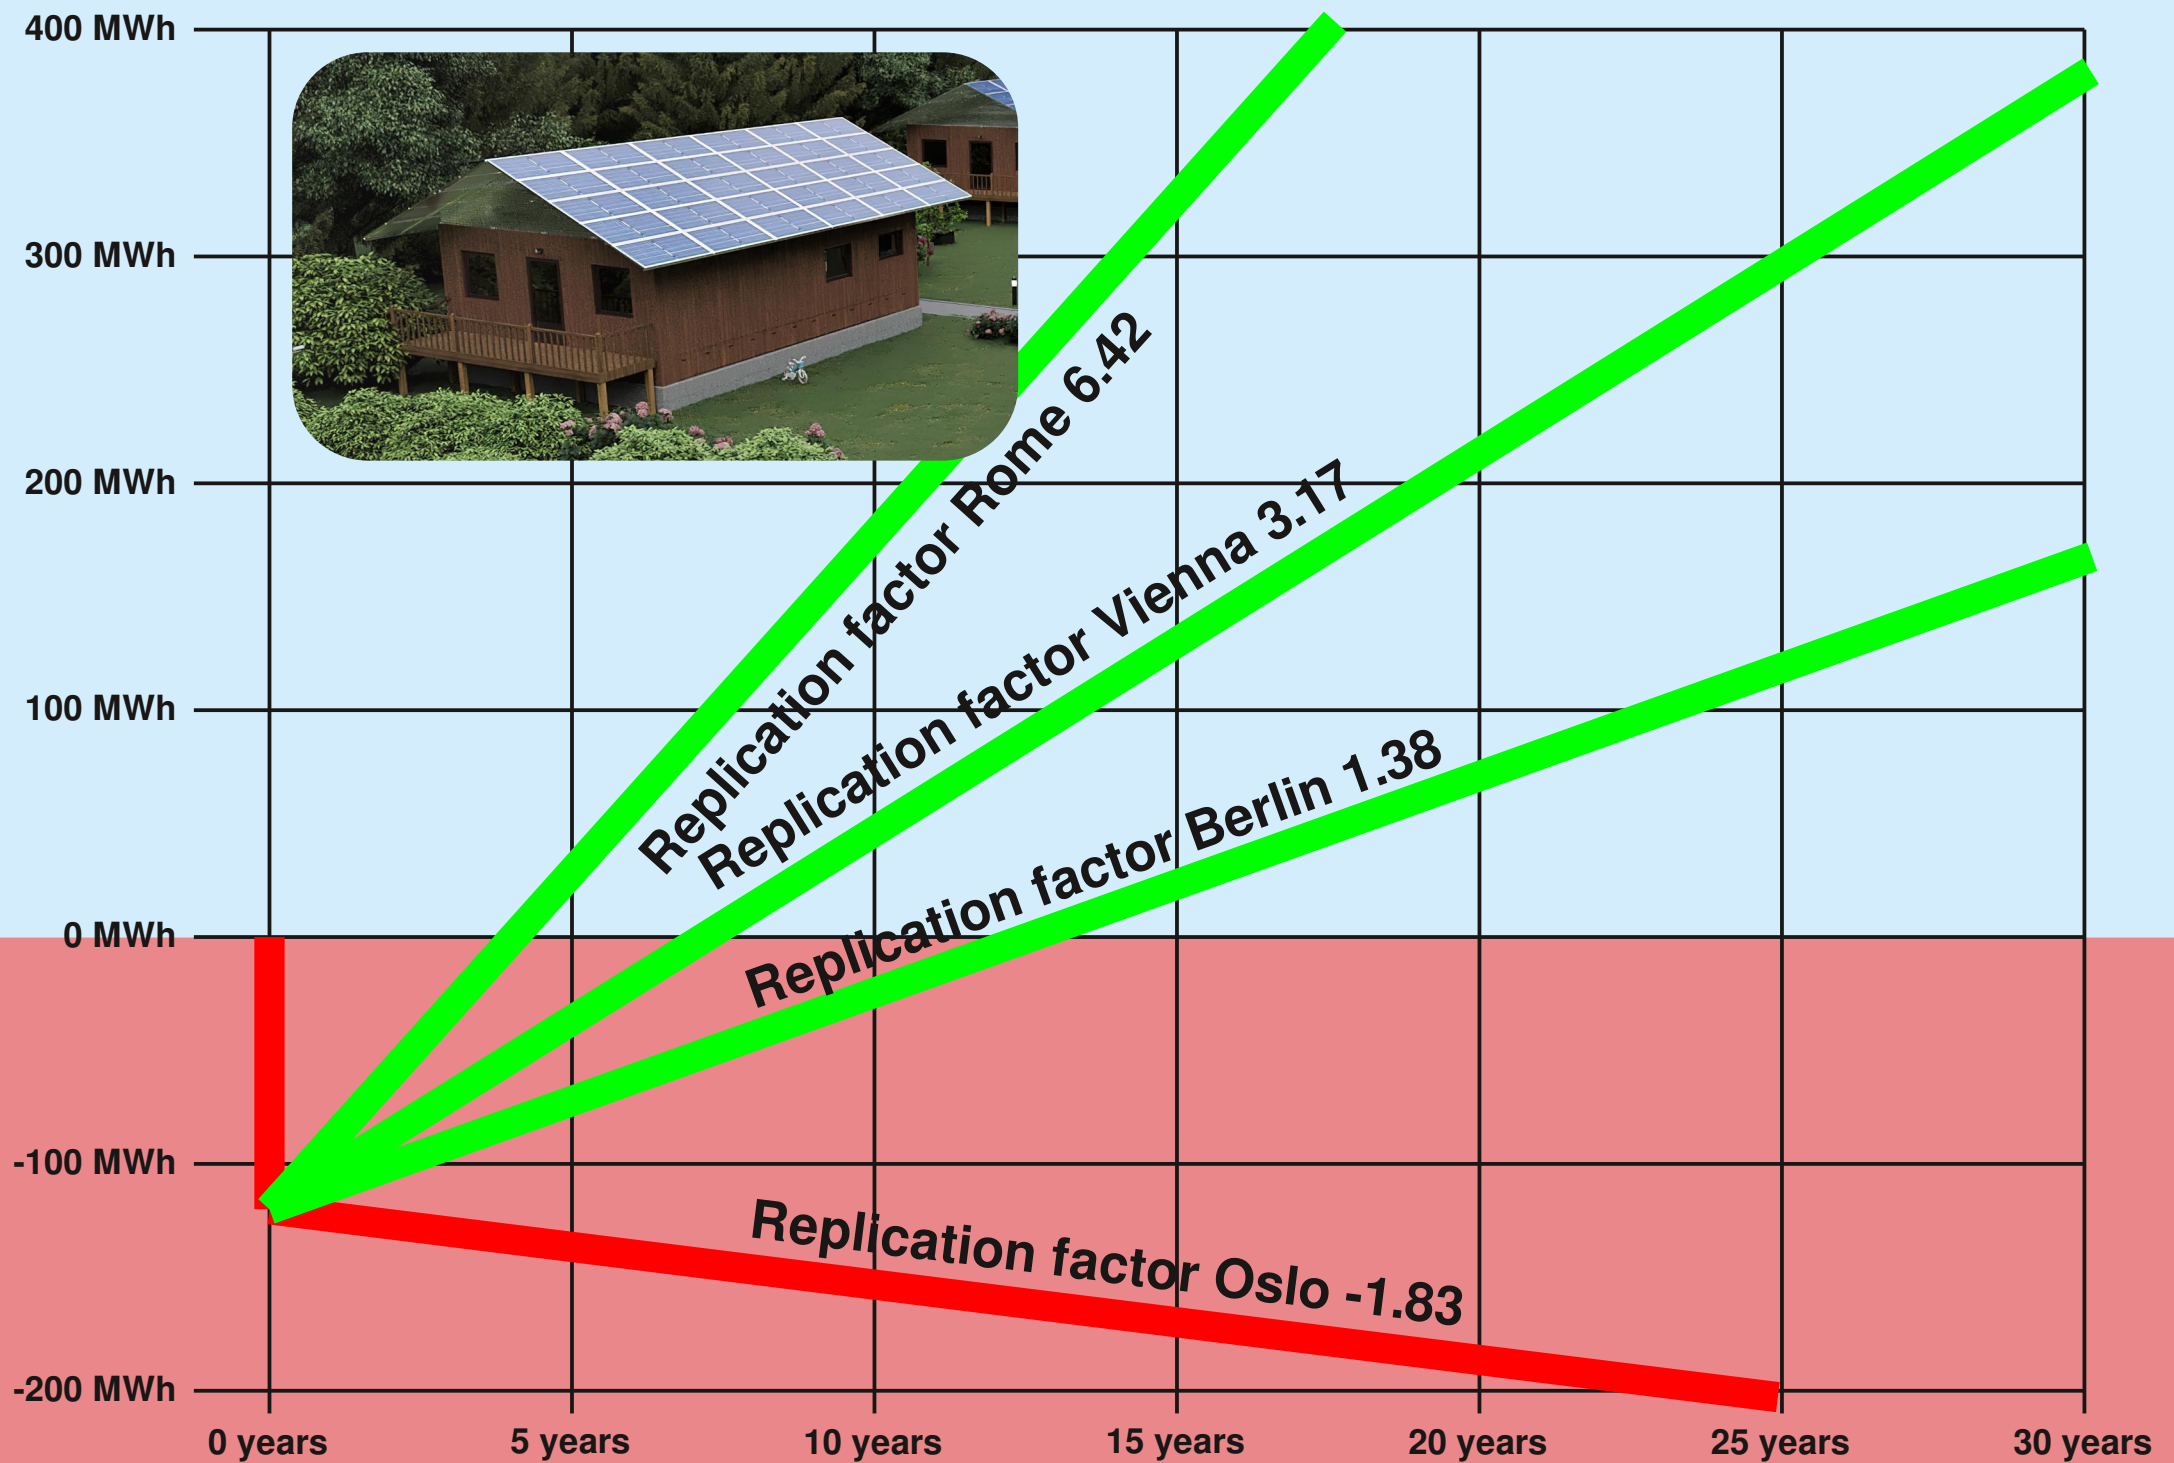 400 MWh
300 MWh
200 MWh
100 MWh
0 MWh
-100 MWh
-200 MWh
Replication factor Rome 6.42
Replication factor Vienna 3.17
Replication factor Berlin 1.38
Replication factor Oslo -1.83
0 years
5 years
10 years
15 years
20 years
25 years
30 years